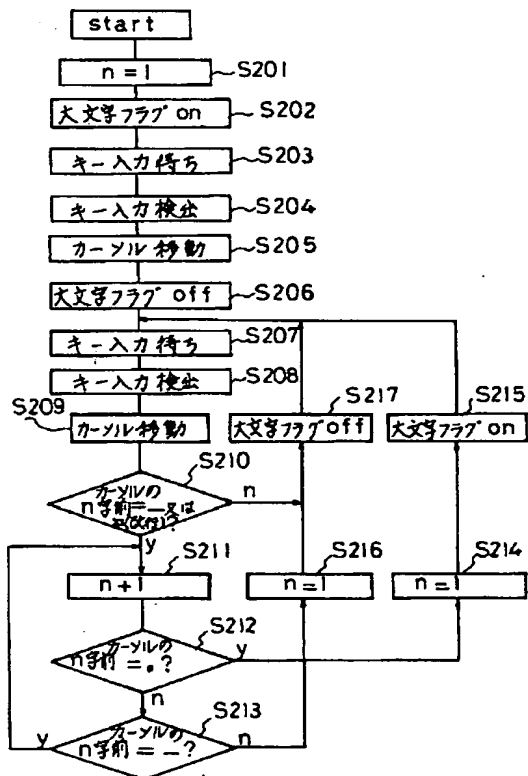 start
n = 1 S201
大文字フラグ on S202
キー入力待ち S203
キー入力検出 S204
カーソル移動 S205
大文字フラグ off S206
キー入力待ち S207
キー入力検出 S208
S209 カーソル移動
大文字フラグ off S217
大文字フラグ on S215
S210
カーソルの
n字前=_又は
(改行)?
n
y
S211
n+1
S216
n=1
S214
n=1
S212
カーソルの
n字前=.?
y
n
S213
カーソルの
n字前=_?
y
n